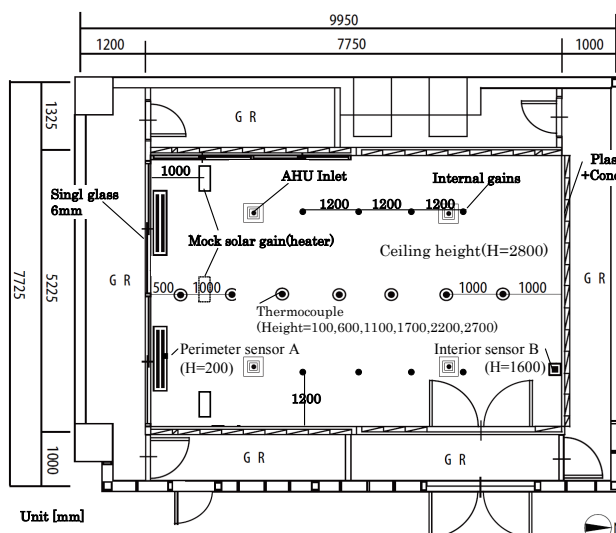 9950
1200
7750
1000
1325
G R
Plas
+Conc
1000
AHU Inlet
Internal gains
Singl glass
6mm
1200
1200
1200
Mock solar gain(heater)
Ceiling height(H=2800)
7725
5225
G R
G R
500
1000
1000
1000
Thermocouple
(Height=100,600,1100,1700,2200,2700)
Perimeter sensor A
(H=200)
Interior sensor B
(H=1600)
1200
1000
G R
G R
Unit [mm]